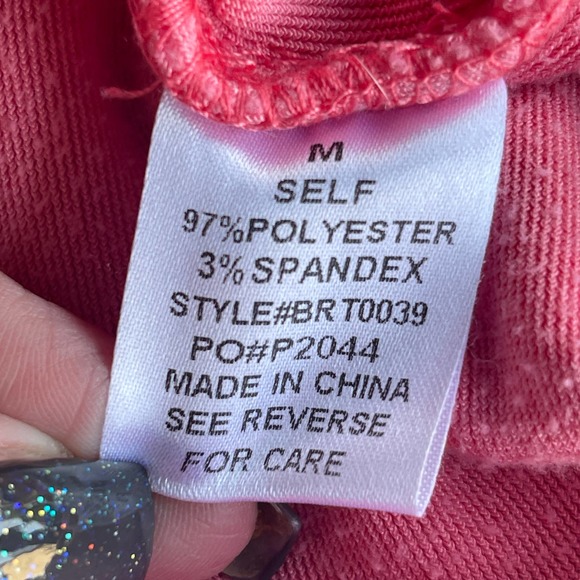 M
SELF
97%POLYESTER
3% SPANDEX
STYLE#BRT0039
PO#P2044
MADE IN CHINA
SEE REVERSE
FOR CARE